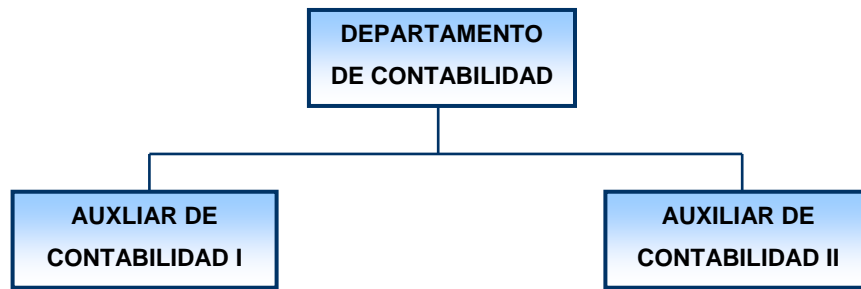 DEPARTAMENTO
DE CONTABILIDAD
AUXLIAR DE
CONTABILIDAD I
AUXILIAR DE
CONTABILIDAD II